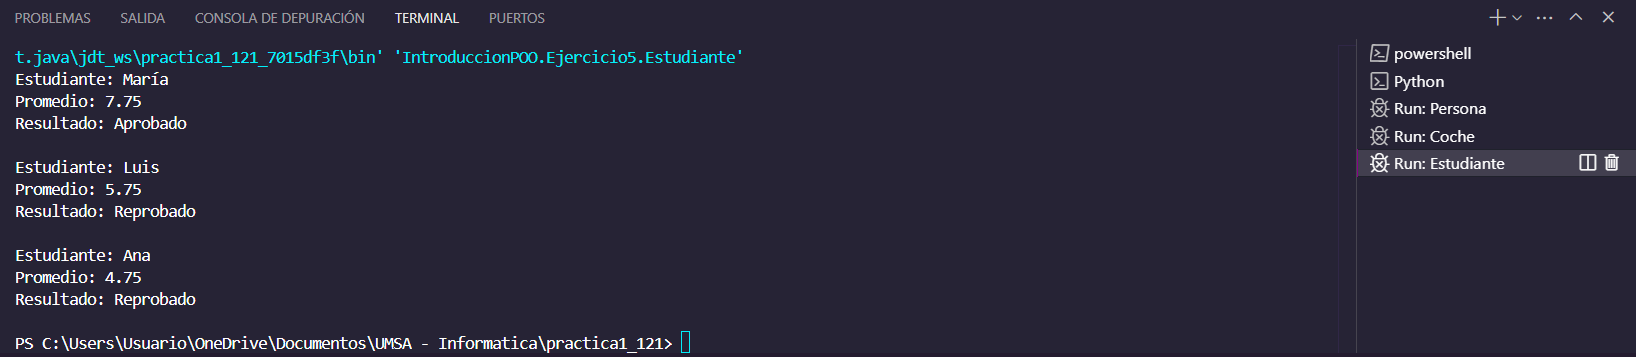 PROBLEMAS SALIDA CONSOLA DE DEPURACIÓN TERMINAL PUERTOS
t.java\jdt_ws\practica1_121_7015df3f\bin' 'IntroduccionPOO.Ejercicio5.Estudiante'
Estudiante: María
Promedio: 7.75
Resultado: Aprobado

Estudiante: Luis
Promedio: 5.75
Resultado: Reprobado

Estudiante: Ana
Promedio: 4.75
Resultado: Reprobado

PS C:\Users\Usuario\OneDrive\Documentos\UMSA - Informatica\practica1_121>
powershell
Python
Run: Persona
Run: Coche
Run: Estudiante